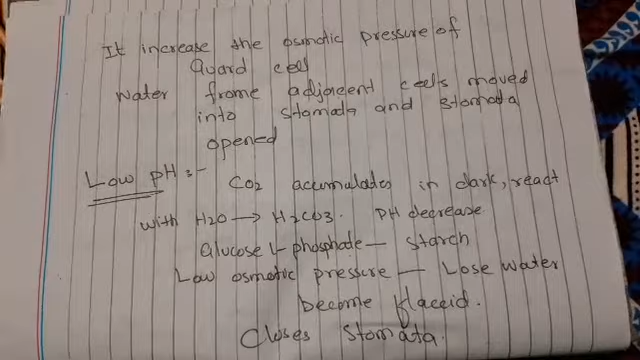 It increase the osmotic pressure of
Guard cell
Water frome adjacent cells moved
into stomata and stomata
opened
Low pH :-
CO2 accumulates in dark, react
with H2O → H2CO3. PH decrease
Glucose 1-phosphate — starch
Low osmotic pressure — Lose water
become flaccid.
Closes stomata.